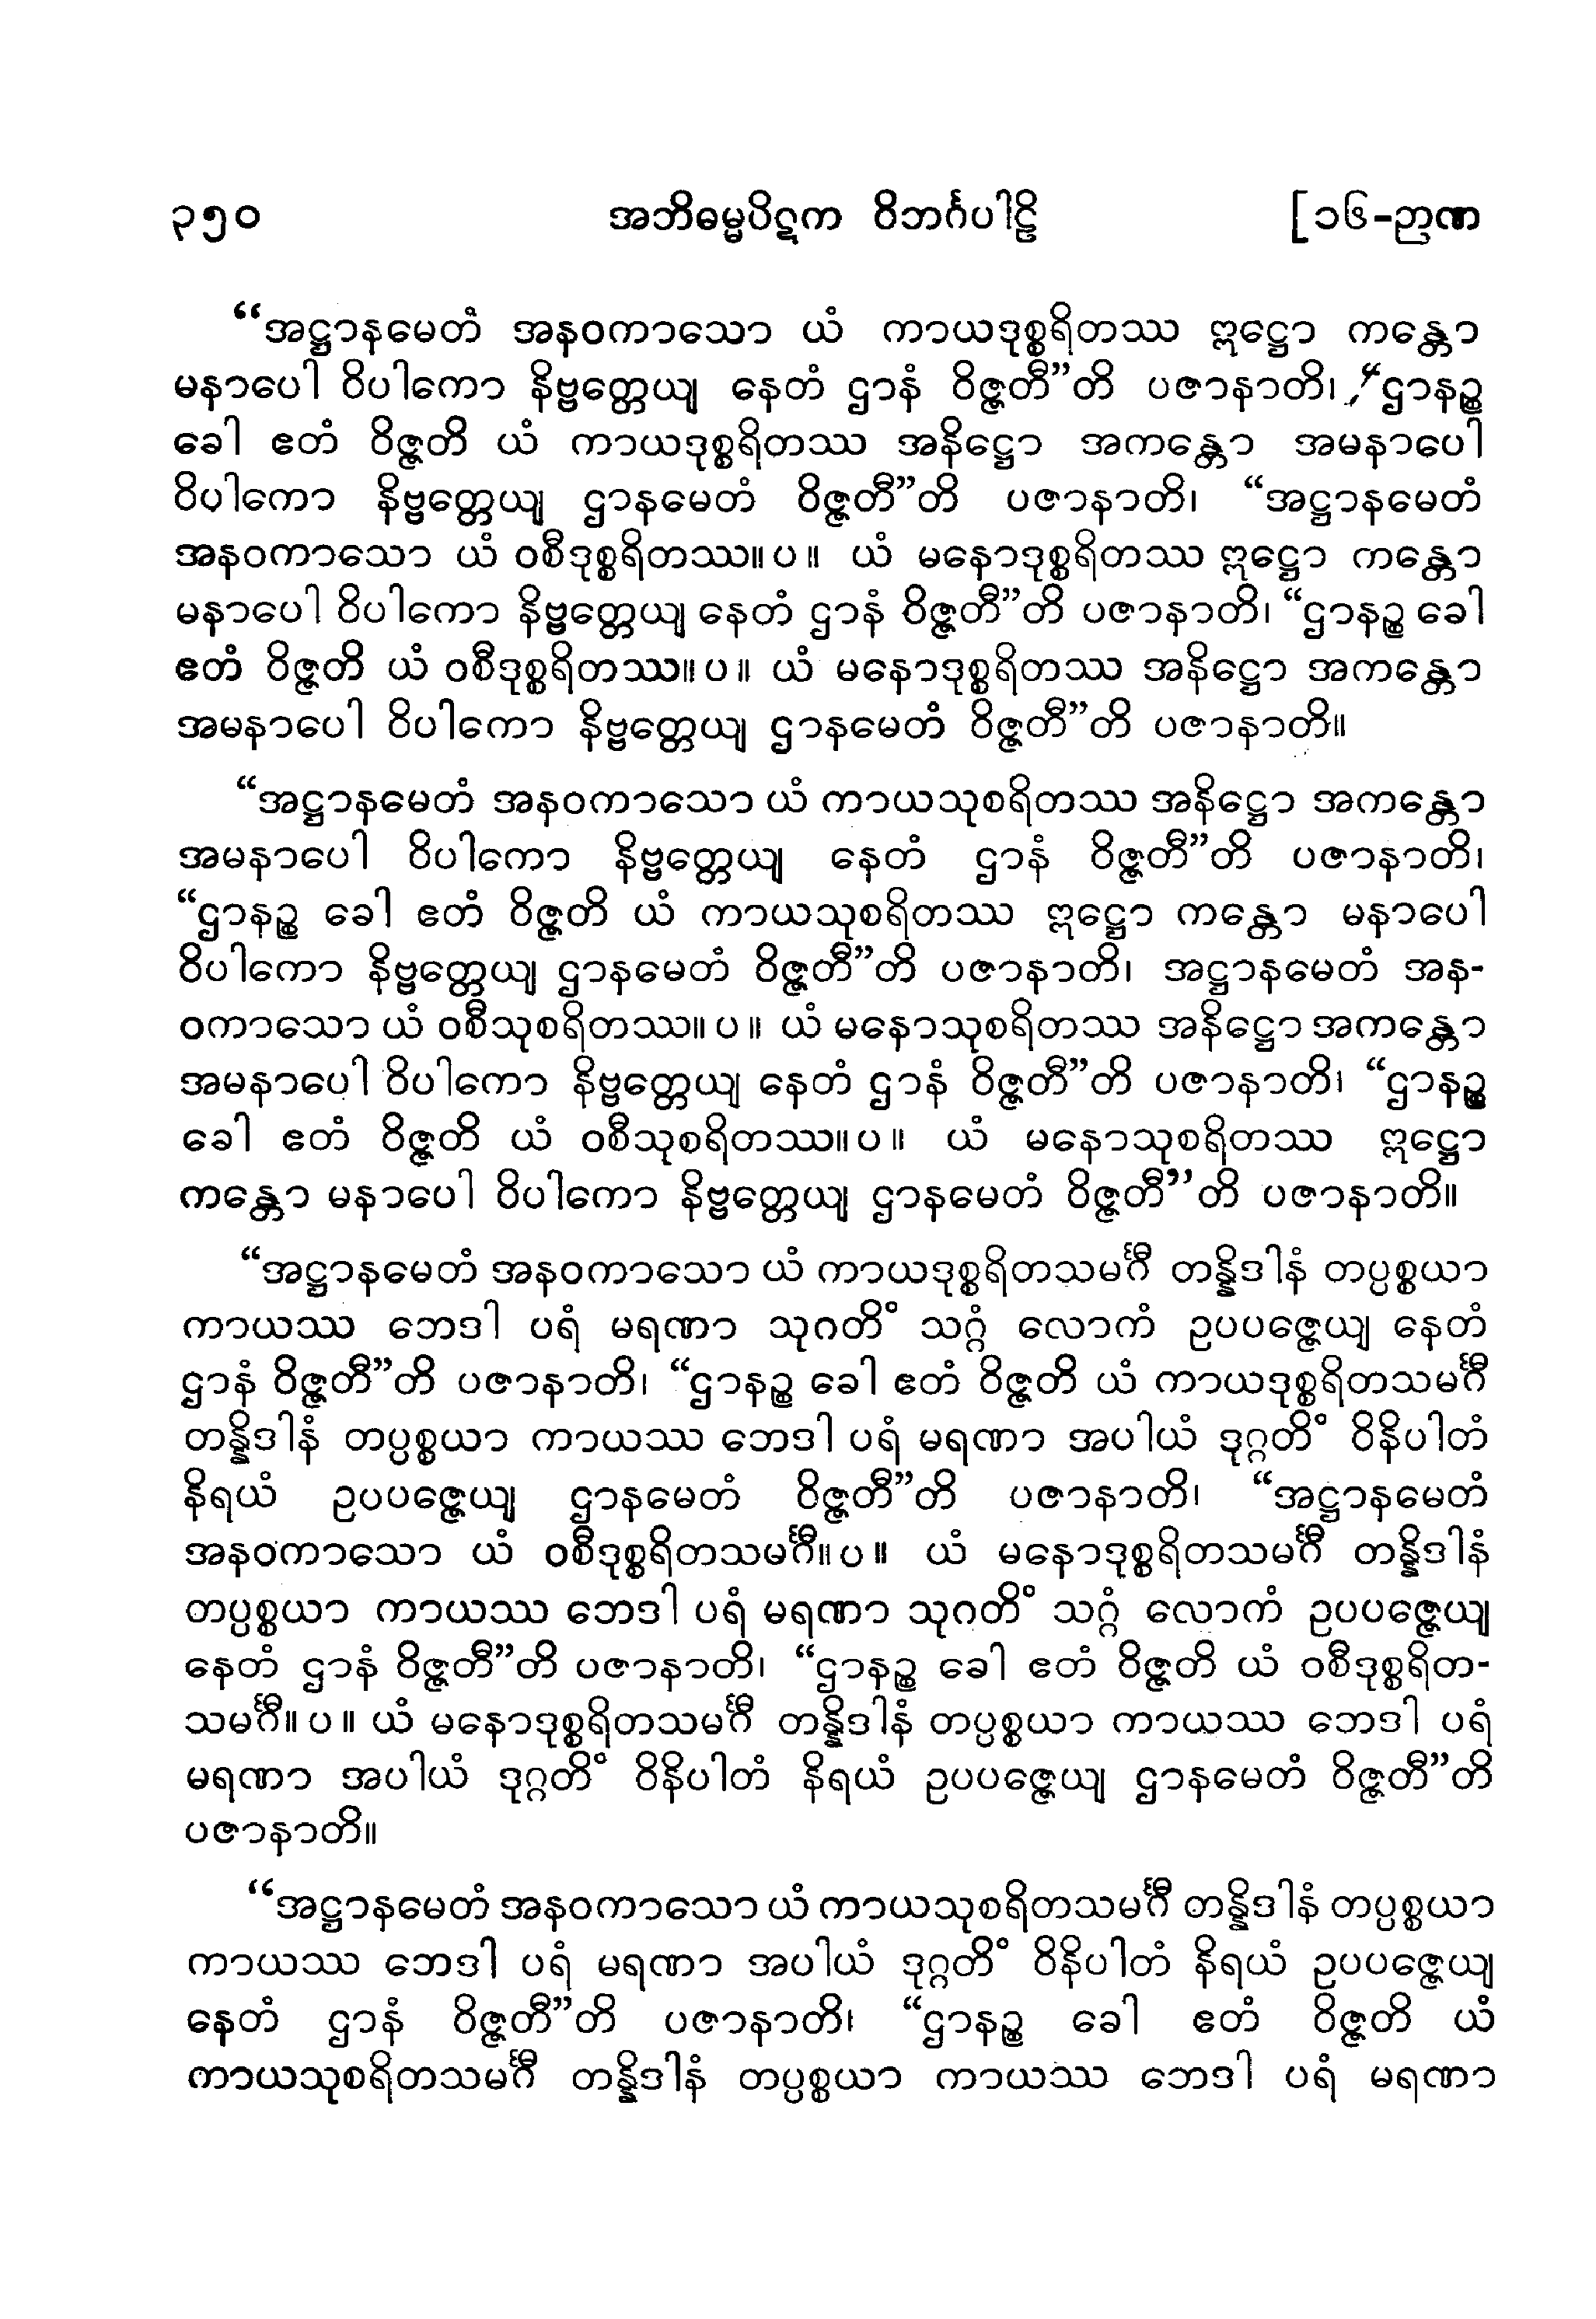 ၃၅၀ အဘိဓမ္မပိဋက ဝိဘင်္ဂပါဠိ [၁၆-ဉာဏ
“အဋ္ဌာနမေတံ အနဝကာသော ယံ ကာယဒုစ္စရိတဿ ဣဋ္ဌော ကန္တော
မနာပေါ ဝိပါကော နိဗ္ဗတ္တေယျ နေတံ ဌာနံ ဝိဇ္ဇတီ”တိ ပဇာနာတိ၊ “ဌာနဉ္စ
ခေါ ဧတံ ဝိဇ္ဇတိ ယံ ကာယဒုစ္စရိတဿ အနိဋ္ဌော အကန္တော အမနာပေါ
ဝိပါကော နိဗ္ဗတ္တေယျ ဌာနမေတံ ဝိဇ္ဇတီ”တိ ပဇာနာတိ၊ “အဋ္ဌာနမေတံ
အနဝကာသော ယံ ဝစီဒုစ္စရိတဿ။ပ။ ယံ မနောဒုစ္စရိတဿ ဣဋ္ဌော ကန္တော
မနာပေါ ဝိပါကော နိဗ္ဗတ္တေယျ နေတံ ဌာနံ ဝိဇ္ဇတီ”တိ ပဇာနာတိ၊ “ဌာနဉ္စ ခေါ
ဧတံ ဝိဇ္ဇတိ ယံ ဝစီဒုစ္စရိတဿ။ပ။ ယံ မနောဒုစ္စရိတဿ အနိဋ္ဌော အကန္တော
အမနာပေါ ဝိပါကော နိဗ္ဗတ္တေယျ ဌာနမေတံ ဝိဇ္ဇတီ”တိ ပဇာနာတိ။
“အဋ္ဌာနမေတံ အနဝကာသော ယံ ကာယသုစရိတဿ အနိဋ္ဌော အကန္တော
အမနာပေါ ဝိပါကော နိဗ္ဗတ္တေယျ နေတံ ဌာနံ ဝိဇ္ဇတီ”တိ ပဇာနာတိ၊
“ဌာနဉ္စ ခေါ ဧတံ ဝိဇ္ဇတိ ယံ ကာယသုစရိတဿ ဣဋ္ဌော ကန္တော မနာပေါ
ဝိပါကော နိဗ္ဗတ္တေယျ ဌာနမေတံ ဝိဇ္ဇတီ”တိ ပဇာနာတိ၊ အဋ္ဌာနမေတံ အန-
ဝကာသော ယံ ဝစီသုစရိတဿ။ပ။ ယံ မနောသုစရိတဿ အနိဋ္ဌော အကန္တော
အမနာပေါ ဝိပါကော နိဗ္ဗတ္တေယျ နေတံ ဌာနံ ဝိဇ္ဇတီ”တိ ပဇာနာတိ၊ “ဌာနဉ္စ
ခေါ ဧတံ ဝိဇ္ဇတိ ယံ ဝစီသုစရိတဿ။ပ။ ယံ မနောသုစရိတဿ ဣဋ္ဌော
ကန္တော မနာပေါ ဝိပါကော နိဗ္ဗတ္တေယျ ဌာနမေတံ ဝိဇ္ဇတီ”တိ ပဇာနာတိ။
“အဋ္ဌာနမေတံ အနဝကာသော ယံ ကာယဒုစ္စရိတသမင်္ဂီ တန္နိဒါနံ တပ္ပစ္စယာ
ကာယဿ ဘေဒါ ပရံ မရဏာ သုဂတိံ သဂ္ဂံ လောကံ ဥပပဇ္ဇေယျ နေတံ
ဌာနံ ဝိဇ္ဇတီ”တိ ပဇာနာတိ၊ “ဌာနဉ္စ ခေါ ဧတံ ဝိဇ္ဇတိ ယံ ကာယဒုစ္စရိတသမင်္ဂီ
တန္နိဒါနံ တပ္ပစ္စယာ ကာယဿ ဘေဒါ ပရံ မရဏာ အပါယံ ဒုဂ္ဂတိံ ဝိနိပါတံ
နိရယံ ဥပပဇ္ဇေယျ ဌာနမေတံ ဝိဇ္ဇတီ”တိ ပဇာနာတိ၊ “အဋ္ဌာနမေတံ
အနဝကာသော ယံ ဝစီဒုစ္စရိတသမင်္ဂီ။ပ။ ယံ မနောဒုစ္စရိတသမင်္ဂီ တန္နိဒါနံ
တပ္ပစ္စယာ ကာယဿ ဘေဒါ ပရံ မရဏာ သုဂတိံ သဂ္ဂံ လောကံ ဥပပဇ္ဇေယျ
နေတံ ဌာနံ ဝိဇ္ဇတီ”တိ ပဇာနာတိ၊ “ဌာနဉ္စ ခေါ ဧတံ ဝိဇ္ဇတိ ယံ ဝစီဒုစ္စရိတ-
သမင်္ဂီ။ပ။ ယံ မနောဒုစ္စရိတသမင်္ဂီ တန္နိဒါနံ တပ္ပစ္စယာ ကာယဿ ဘေဒါ ပရံ
မရဏာ အပါယံ ဒုဂ္ဂတိံ ဝိနိပါတံ နိရယံ ဥပပဇ္ဇေယျ ဌာနမေတံ ဝိဇ္ဇတီ”တိ
ပဇာနာတိ။
“အဋ္ဌာနမေတံ အနဝကာသော ယံ ကာယသုစရိတသမင်္ဂီ တန္နိဒါနံ တပ္ပစ္စယာ
ကာယဿ ဘေဒါ ပရံ မရဏာ အပါယံ ဒုဂ္ဂတိံ ဝိနိပါတံ နိရယံ ဥပပဇ္ဇေယျ
နေတံ ဌာနံ ဝိဇ္ဇတီ”တိ ပဇာနာတိ၊ “ဌာနဉ္စ ခေါ ဧတံ ဝိဇ္ဇတိ ယံ
ကာယသုစရိတသမင်္ဂီ တန္နိဒါနံ တပ္ပစ္စယာ ကာယဿ ဘေဒါ ပရံ မရဏာ